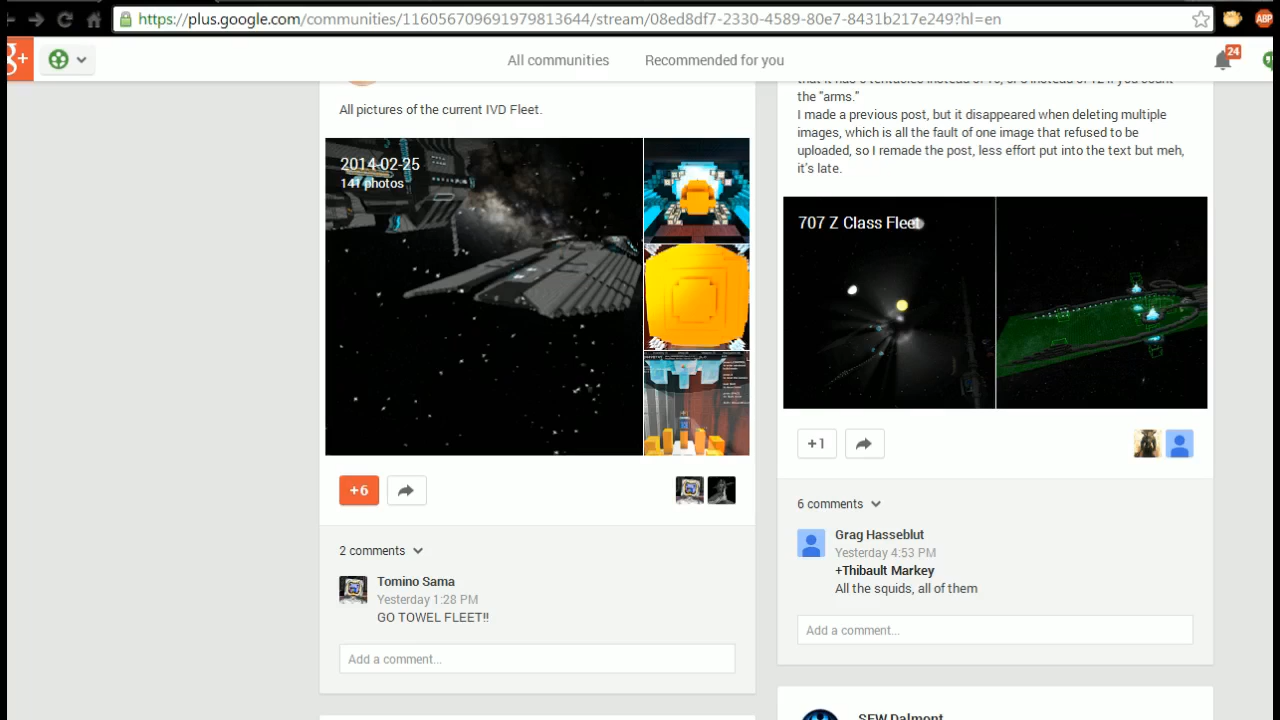 https://plus.google.com/communities/116056709691979813644/stream/08ed8df7-2330-4589-80e7-8431b217e249?hl=en
ABP
g+
All communities
Recommended for you
24
All pictures of the current IVD Fleet.
2014-02-25
141 photos
+6
2 comments
Tomino Sama
Yesterday 1:28 PM
GO TOWEL FLEET!!
Add a comment...
the "arms."
I made a previous post, but it disappeared when deleting multiple
images, which is all the fault of one image that refused to be
uploaded, so I remade the post, less effort put into the text but meh,
it's late.
707 Z Class Fleet
+1
6 comments
Grag Hasseblut
Yesterday 4:53 PM
+Thibault Markey
All the squids, all of them
Add a comment...
SEW Dalmont